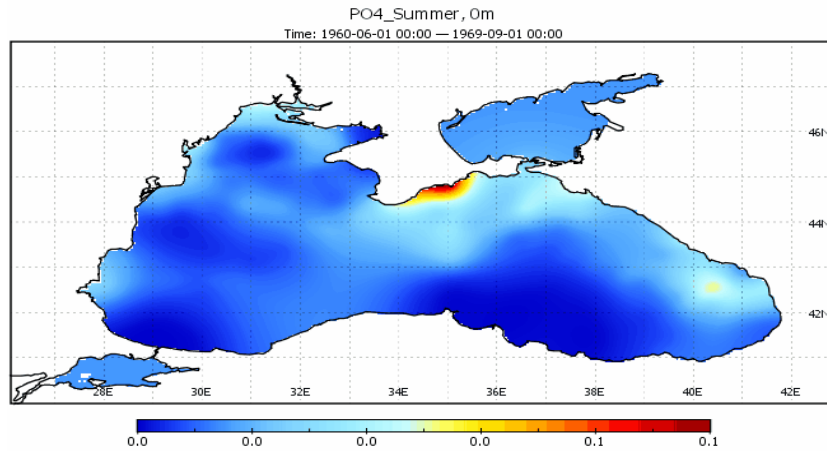 PO4_Summer, 0m
Time: 1960-06-01 00:00 — 1969-09-01 00:00
46N
44N
42N
28E 30E 32E 34E 36E 38E 40E 42E
0.0 0.0 0.0 0.0 0.1 0.1